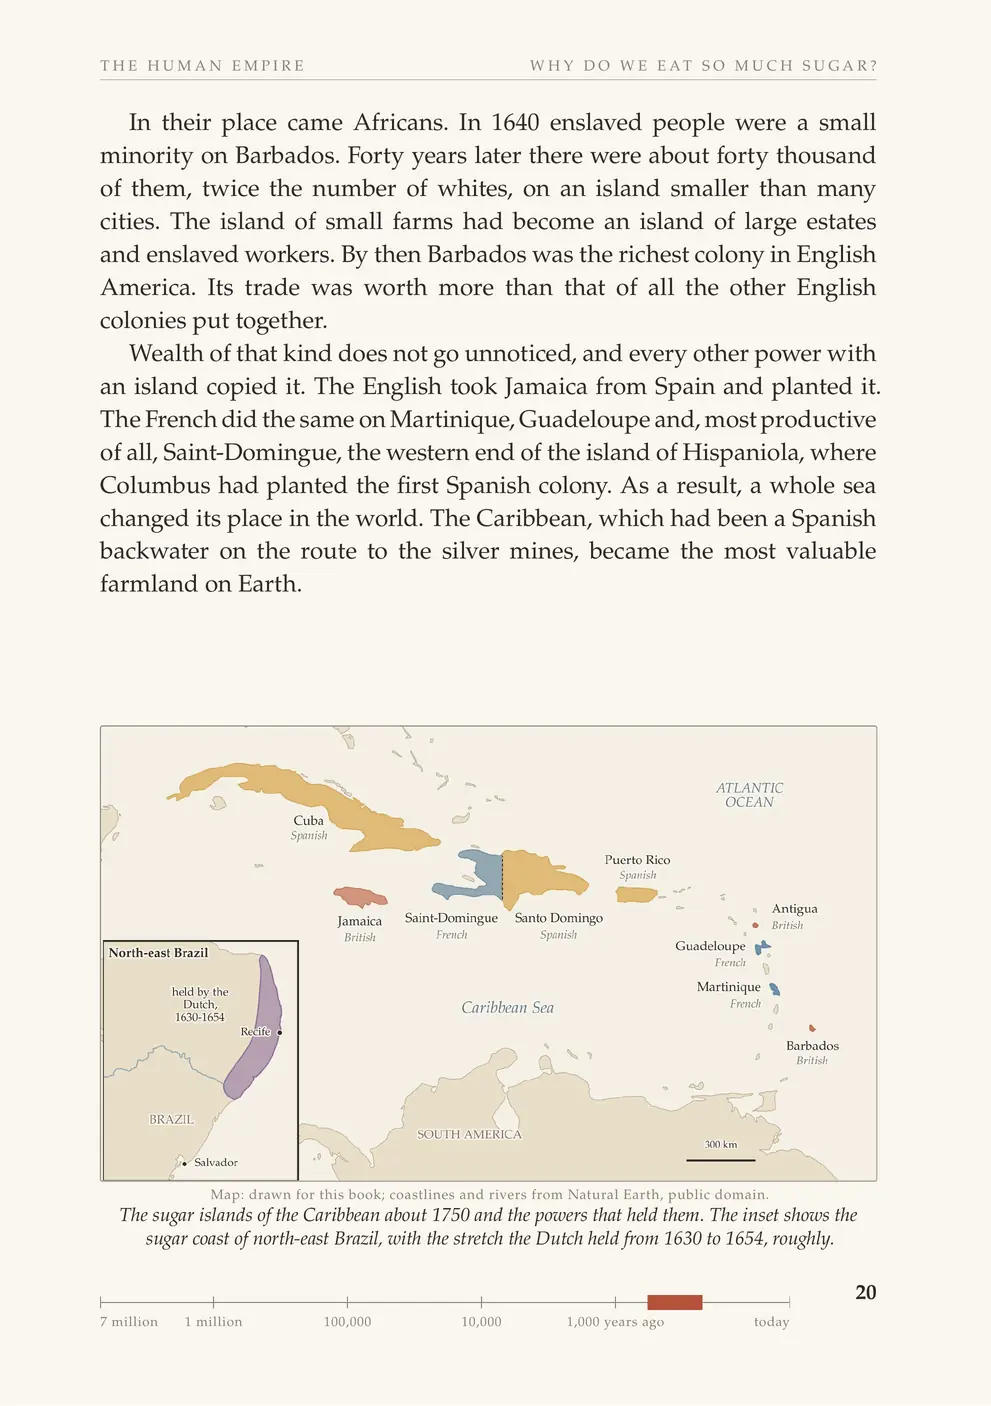 THE HUMAN EMPIRE
WHY DO WE EAT SO MUCH SUGAR?
In their place came Africans. In 1640 enslaved people were a small
minority on Barbados. Forty years later there were about forty thousand
of them, twice the number of whites, on an island smaller than many
cities. The island of small farms had become an island of large estates
and enslaved workers. By then Barbados was the richest colony in English
America. Its trade was worth more than that of all the other English
colonies put together.
Wealth of that kind does not go unnoticed, and every other power with
an island copied it. The English took Jamaica from Spain and planted it.
The French did the same on Martinique, Guadeloupe and, most productive
of all, Saint-Domingue, the western end of the island of Hispaniola, where
Columbus had planted the first Spanish colony. As a result, a whole sea
changed its place in the world. The Caribbean, which had been a Spanish
backwater on the route to the silver mines, became the most valuable
farmland on Earth.
ATLANTIC
OCEAN
Cuba
Spanish
Puerto Rico
Spanish
Jamaica
British
Saint-Domingue
French
Santo Domingo
Spanish
Antigua
British
Guadeloupe
French
Martinique
French
Caribbean Sea
Barbados
British
North-east Brazil
held by the
Dutch,
1630-1654
Recife
BRAZIL
Salvador
SOUTH AMERICA
300 km
Map: drawn for this book; coastlines and rivers from Natural Earth, public domain.
The sugar islands of the Caribbean about 1750 and the powers that held them. The inset shows the
sugar coast of north-east Brazil, with the stretch the Dutch held from 1630 to 1654, roughly.
20
7 million
1 million
100,000
10,000
1,000 years ago
today